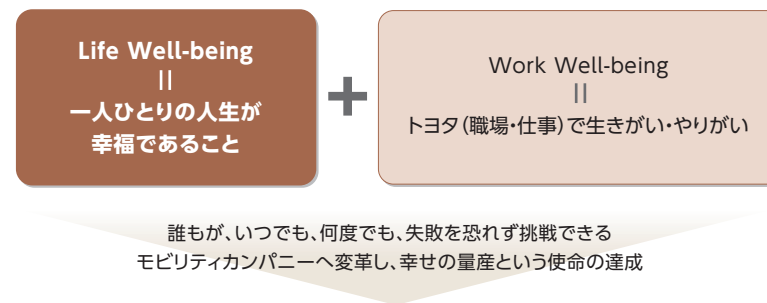 Life Well-being
||
一人ひとりの人生が
幸福であること
+
Work Well-being
||
トヨタ（職場・仕事）で生きがい・やりがい
誰もが、いつでも、何度でも、失敗を恐れず挑戦できる
モビリティカンパニーへ変革し、幸せの量産という使命の達成